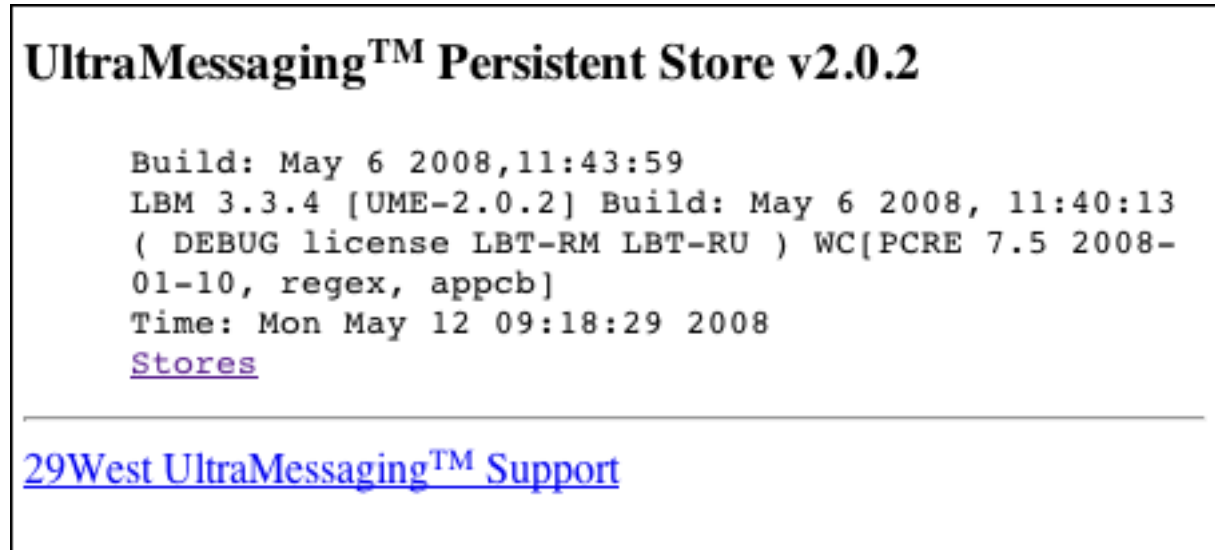 UltraMessaging™ Persistent Store v2.0.2
Build: May 6 2008,11:43:59
LBM 3.3.4 [UME-2.0.2] Build: May 6 2008, 11:40:13
( DEBUG license LBT-RM LBT-RU ) WC[PCRE 7.5 2008-
01-10, regex, appcb]
Time: Mon May 12 09:18:29 2008
Stores
29West UltraMessaging™ Support